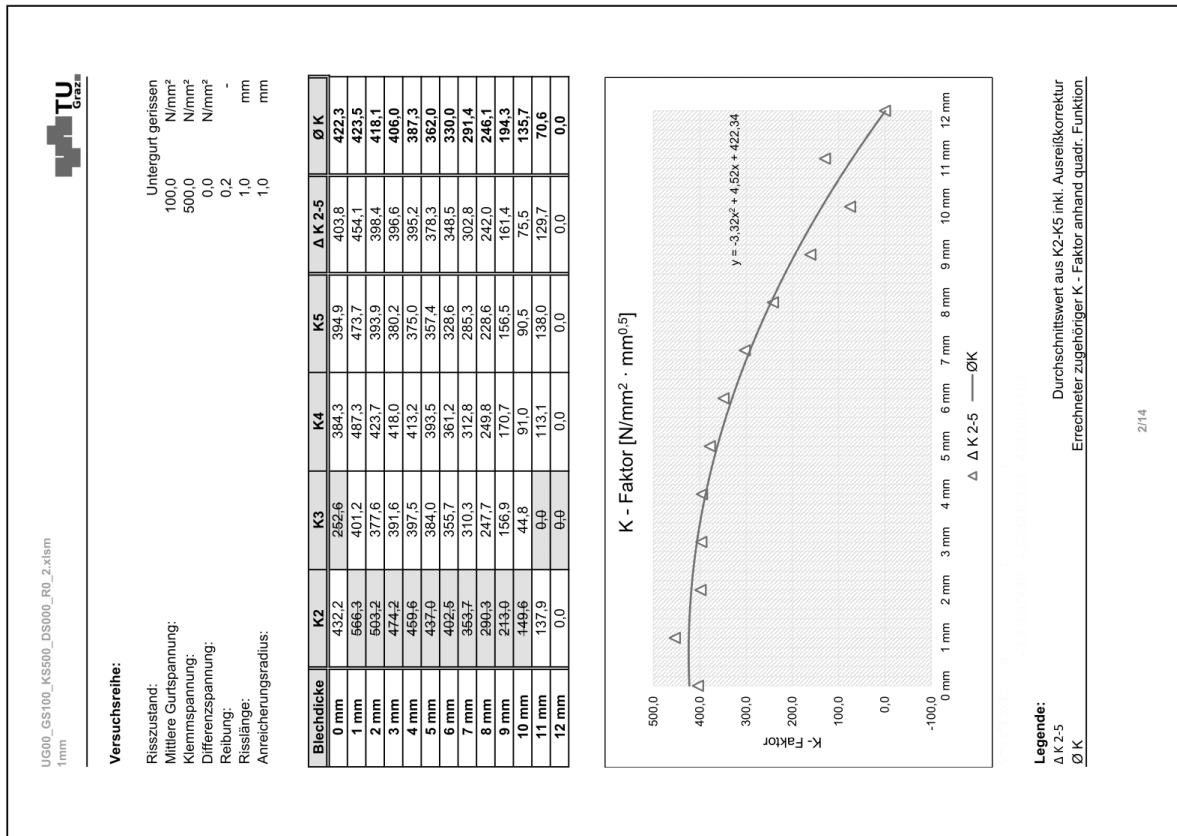 UG00_GS100_KS500_DS000_R0_2.xlsm
1mm
TU
Graz
Versuchsreihe:
Risszustand: Untergurt gerissen
Mittlere Gurtspannung: 100,0 N/mm²
Klemmspannung: 500,0 N/mm²
Differenzspannung: 0,0 N/mm²
Reibung: 0,2 -
Risslänge: 1,0 mm
Anreicherungsradius: 1,0 mm
Blechdicke K2 K3 K4 K5 Δ K 2-5 Ø K
0 mm 432,2 252,6 384,3 394,9 403,8 422,3
1 mm 566,3 401,2 487,3 473,7 454,1 423,5
2 mm 503,2 377,6 423,7 393,9 398,4 418,1
3 mm 474,2 391,6 418,0 380,2 396,6 406,0
4 mm 459,6 397,5 413,2 375,0 395,2 387,3
5 mm 437,0 384,0 393,5 357,4 378,3 362,0
6 mm 402,5 355,7 361,2 328,6 348,5 330,0
7 mm 353,7 310,3 312,8 285,3 302,8 291,4
8 mm 290,3 247,7 249,8 228,6 242,0 246,1
9 mm 213,0 156,9 170,7 156,5 161,4 194,3
10 mm 149,6 44,8 91,0 90,5 75,5 135,7
11 mm 137,9 0,0 113,1 138,0 129,7 70,6
12 mm 0,0 0,0 0,0 0,0 0,0 0,0
K - Faktor [N/mm² · mm^0.5]
y = -3,32x² + 4,52x + 422,34
K- Faktor
500,0
400,0
300,0
200,0
100,0
0,0
-100,0
0 mm 1 mm 2 mm 3 mm 4 mm 5 mm 6 mm 7 mm 8 mm 9 mm 10 mm 11 mm 12 mm
Δ K 2-5 ØK
Legende:
Δ K 2-5 Durchschnittswert aus K2-K5 inkl. Ausreißkorrektur
Ø K Errechneter zugehöriger K - Faktor anhand quadr. Funktion
2/14